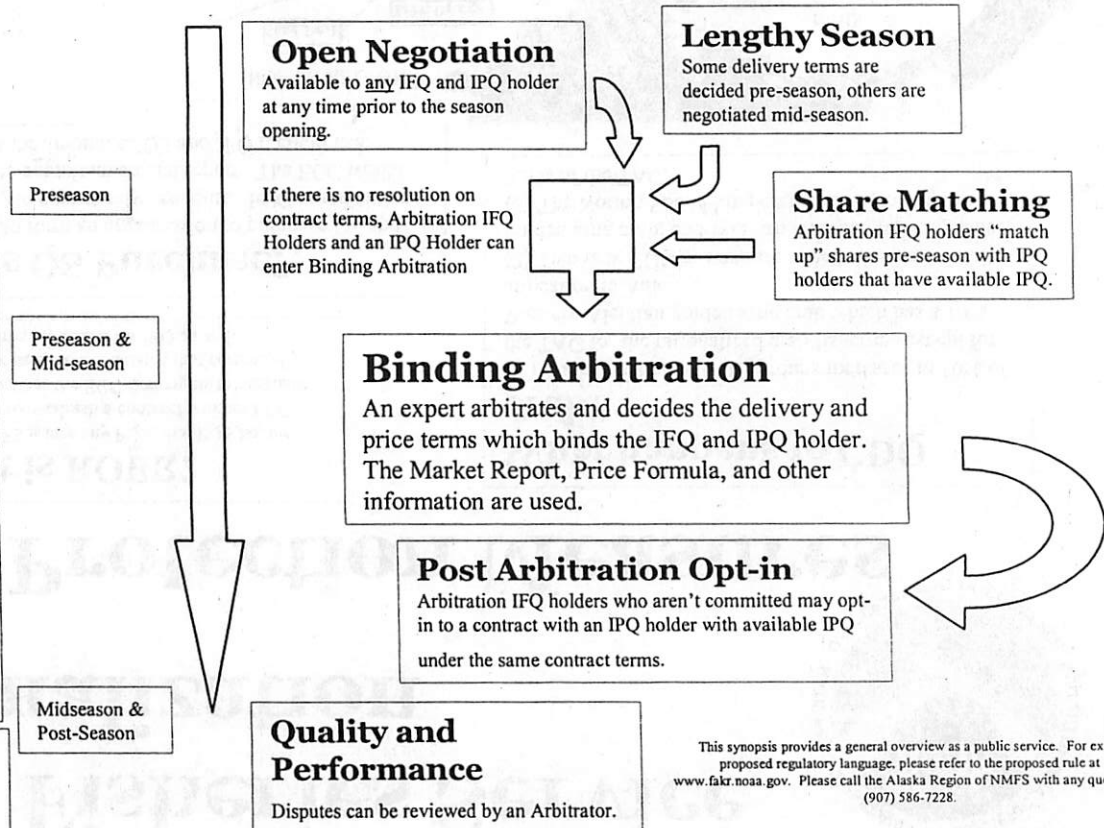 Open Negotiation
Available to any IFQ and IPQ holder
at any time prior to the season
opening.
Lengthy Season
Some delivery terms are
decided pre-season, others are
negotiated mid-season.
Preseason
If there is no resolution on
contract terms, Arbitration IFQ
Holders and an IPQ Holder can
enter Binding Arbitration
Share Matching
Arbitration IFQ holders “match
up” shares pre-season with IPQ
holders that have available IPQ.
Preseason &
Mid-season
Binding Arbitration
An expert arbitrates and decides the delivery and
price terms which binds the IFQ and IPQ holder.
The Market Report, Price Formula, and other
information are used.
Post Arbitration Opt-in
Arbitration IFQ holders who aren’t committed may opt-
in to a contract with an IPQ holder with available IPQ
under the same contract terms.
Midseason &
Post-Season
Quality and
Performance
Disputes can be reviewed by an Arbitrator.
This synopsis provides a general overview as a public service. For ex
proposed regulatory language, please refer to the proposed rule at
www.fakr.noaa.gov. Please call the Alaska Region of NMFS with any que
(907) 586-7228